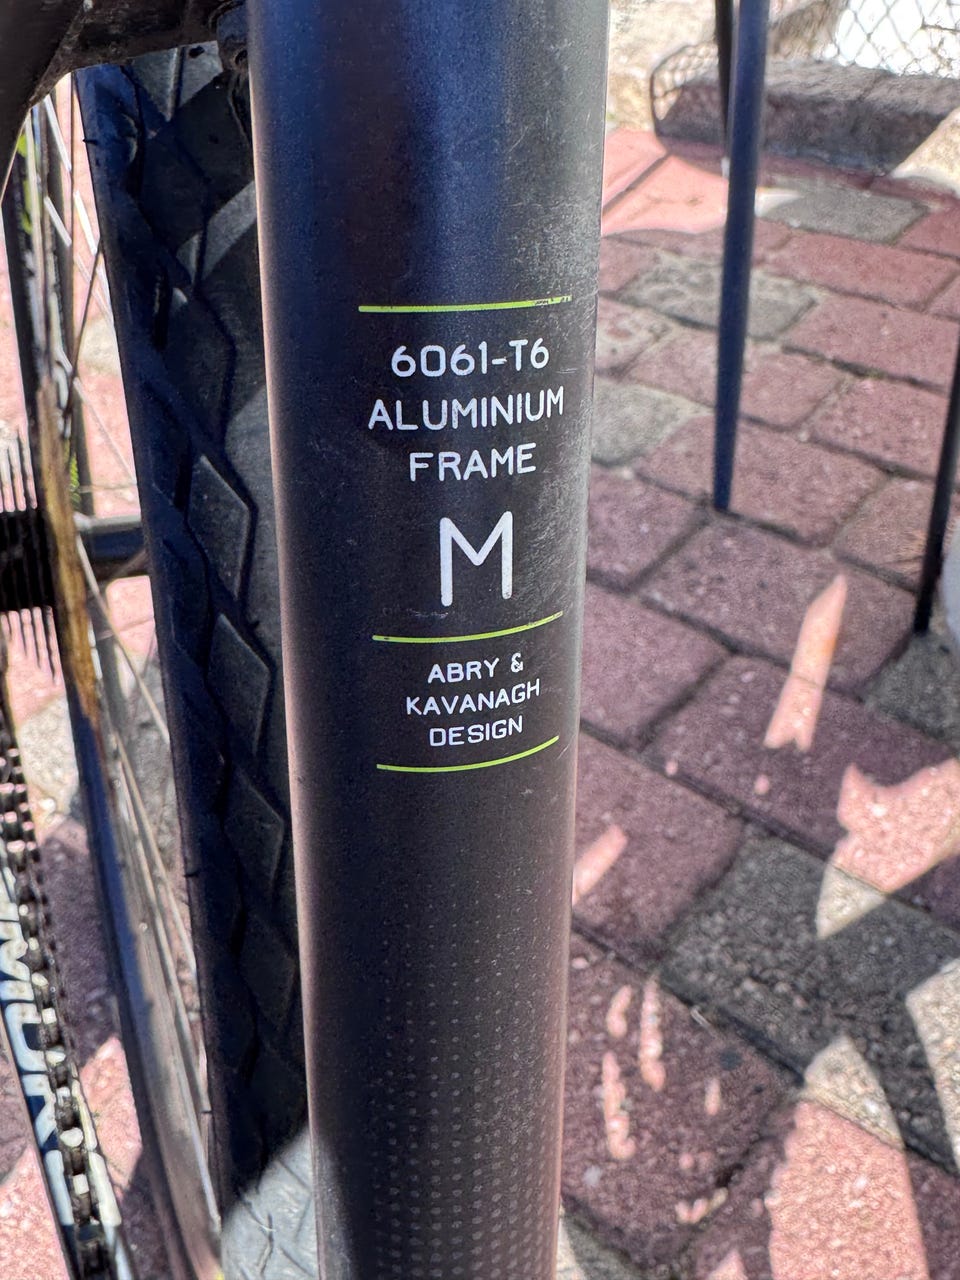 6061-T6
ALUMINIUM
FRAME
M
ABRY &
KAVANAGH
DESIGN